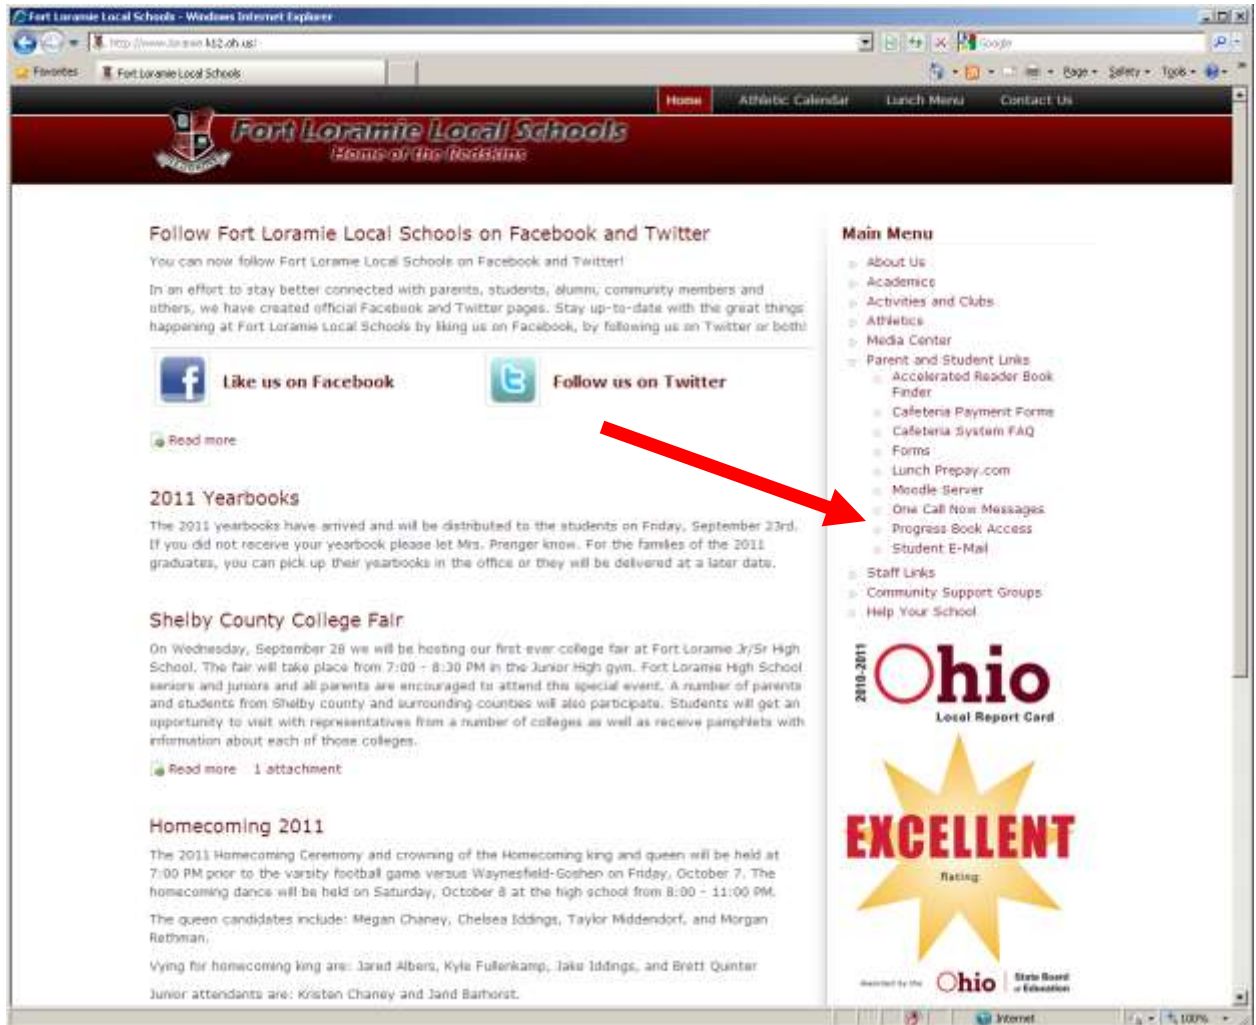 Fort Loramie Local Schools - Windows Internet Explorer
Google
Favorites Fort Loramie Local Schools
Page Safety Tools
Home Athletic Calendar Lunch Menu Contact Us
Fort Loramie Local Schools
Home of the Redskins
Follow Fort Loramie Local Schools on Facebook and Twitter
You can now follow Fort Loramie Local Schools on Facebook and Twitter!
In an effort to stay better connected with parents, students, alumni, community members and
others, we have created official Facebook and Twitter pages. Stay up-to-date with the great things
happening at Fort Loramie Local Schools by liking us on Facebook, by following us on Twitter or both!
Like us on Facebook
Follow us on Twitter
Read more
2011 Yearbooks
The 2011 yearbooks have arrived and will be distributed to the students on Friday, September 23rd.
If you did not receive your yearbook please let Mrs. Prenger know. For the families of the 2011
graduates, you can pick up their yearbooks in the office or they will be delivered at a later date.
Shelby County College Fair
On Wednesday, September 28 we will be hosting our first ever college fair at Fort Loramie Jr/Sr High
School. The fair will take place from 7:00 - 8:30 PM in the Junior High gym. Fort Loramie High School
seniors and juniors and all parents are encouraged to attend this special event. A number of parents
and students from Shelby county and surrounding counties will also participate. Students will get an
opportunity to visit with representatives from a number of colleges as well as receive pamphlets with
information about each of those colleges.
Read more 1 attachment
Homecoming 2011
The 2011 Homecoming Ceremony and crowning of the Homecoming king and queen will be held at
7:00 PM prior to the varsity football game versus Waynesfield-Goshen on Friday, October 7. The
homecoming dance will be held on Saturday, October 8 at the high school from 8:00 - 11:00 PM.
The queen candidates include: Megan Chaney, Chelsea Iddings, Taylor Middendorf, and Morgan
Rethman.
Vying for homecoming king are: Jared Albers, Kyle Fullenkamp, Jake Iddings, and Brett Quinter
Junior attendants are: Kristen Chaney and Barhorst.
Main Menu
About Us
Academics
Activities and Clubs
Athletics
Media Center
Parent and Student Links
Accelerated Reader Book
Finder
Cafeteria Payment Forms
Cafeteria System FAQ
Forms
Lunch Prepay.com
Moodle Server
One Call Now Messages
Progress Book Access
Student E-Mail
Staff Links
Community Support Groups
Help Your School
2010-2011
Ohio
Local Report Card
EXCELLENT
Rating
awarded by the Ohio State Board
of Education
Internet 100%